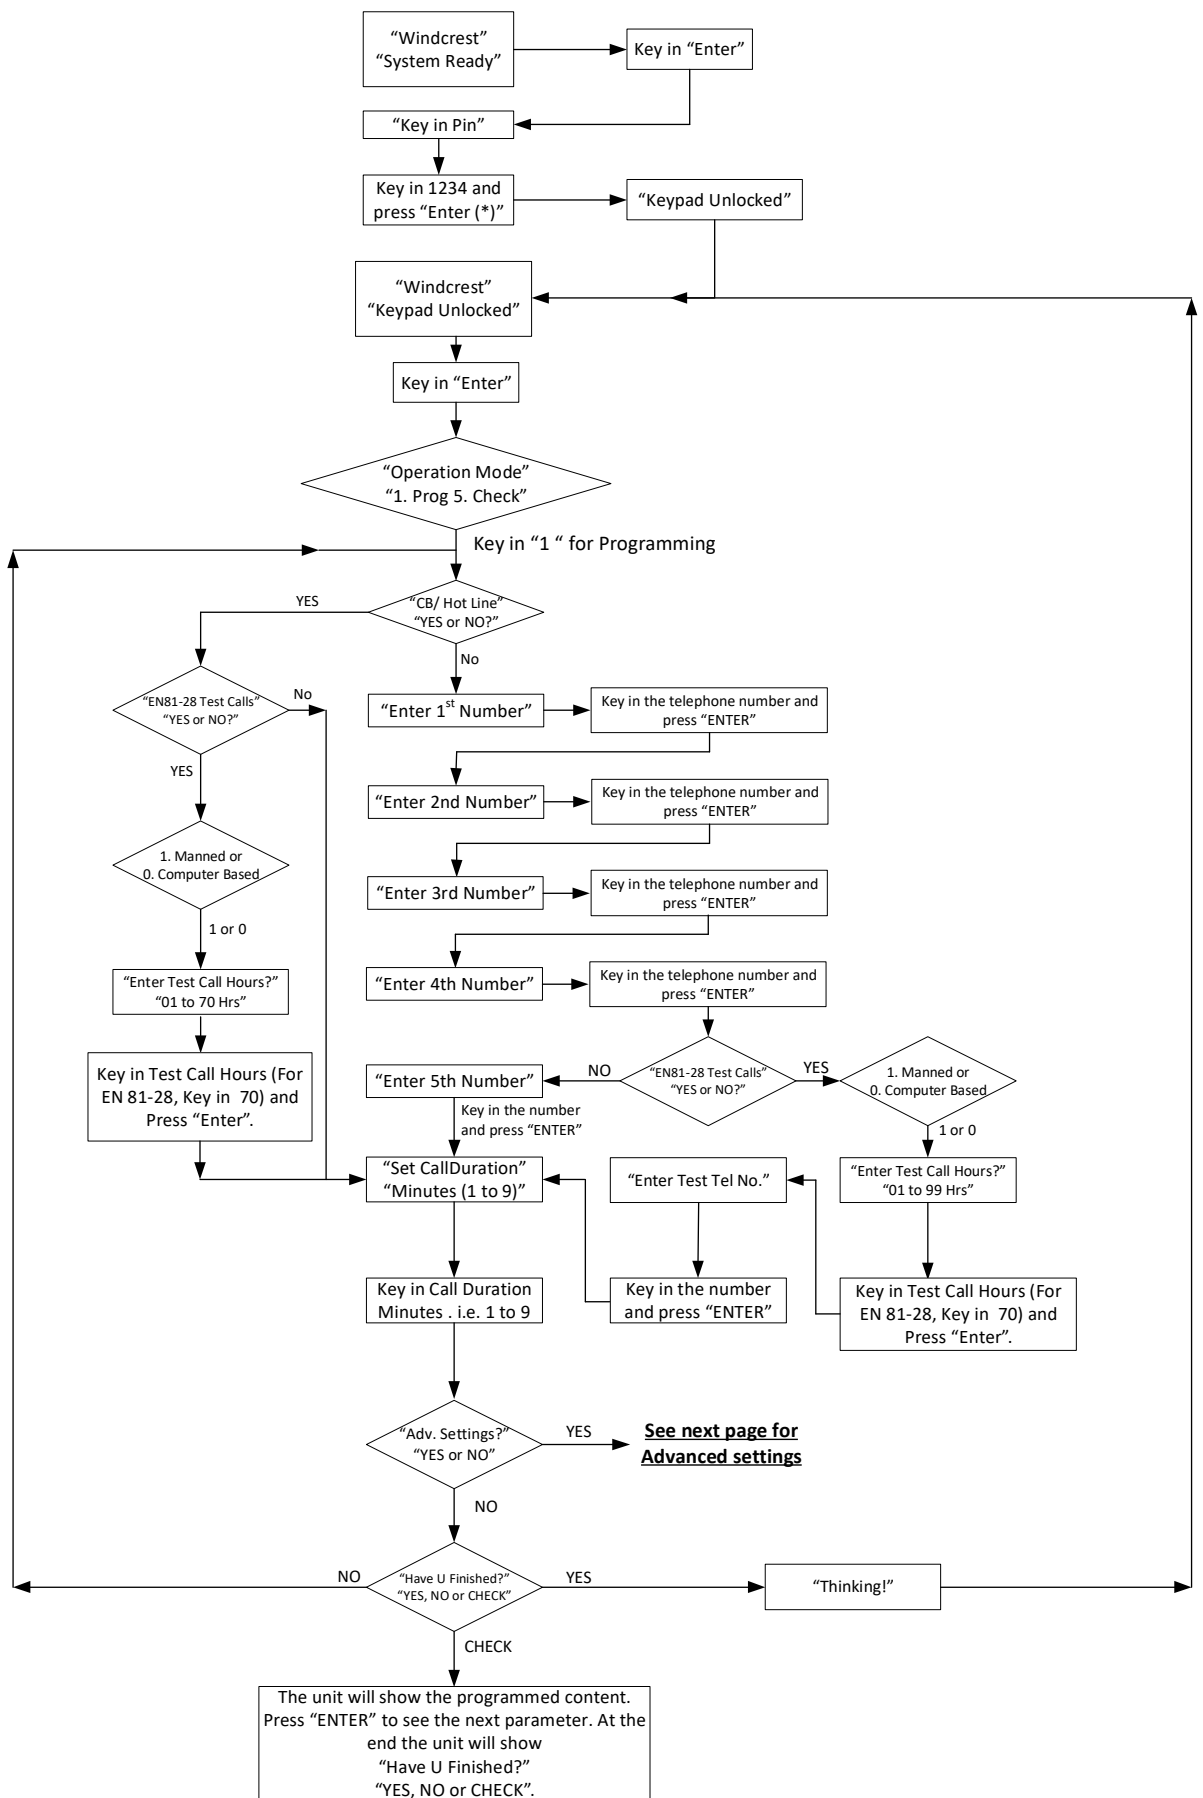 “Windcrest”
“System Ready”
Key in “Enter”
“Key in Pin”
Key in 1234 and
press “Enter (*)”
“Keypad Unlocked”
“Windcrest”
“Keypad Unlocked”
Key in “Enter”
“Operation Mode”
“1. Prog 5. Check”
Key in “1 “ for Programming
YES
“CB/ Hot Line”
“YES or NO?”
No
“EN81-28 Test Calls”
“YES or NO?”
No
YES
1. Manned or
0. Computer Based
1 or 0
“Enter Test Call Hours?”
“01 to 70 Hrs”
Key in Test Call Hours (For
EN 81-28, Key in 70) and
Press “Enter”.
“Enter 1st Number”
Key in the telephone number and
press “ENTER”
“Enter 2nd Number”
Key in the telephone number and
press “ENTER”
“Enter 3rd Number”
Key in the telephone number and
press “ENTER”
“Enter 4th Number”
Key in the telephone number and
press “ENTER”
“EN81-28 Test Calls”
“YES or NO?”
NO
YES
“Enter 5th Number”
Key in the number
and press “ENTER”
1. Manned or
0. Computer Based
1 or 0
“Enter Test Call Hours?”
“01 to 99 Hrs”
Key in Test Call Hours (For
EN 81-28, Key in 70) and
Press “Enter”.
“Enter Test Tel No.”
Key in the number
and press “ENTER”
“Set CallDuration”
“Minutes (1 to 9)”
Key in Call Duration
Minutes . i.e. 1 to 9
“Adv. Settings?”
“YES or NO”
YES
See next page for
Advanced settings
NO
“Have U Finished?”
“YES, NO or CHECK”
NO
YES
“Thinking!”
CHECK
The unit will show the programmed content.
Press “ENTER” to see the next parameter. At the
end the unit will show
“Have U Finished?”
“YES, NO or CHECK”.